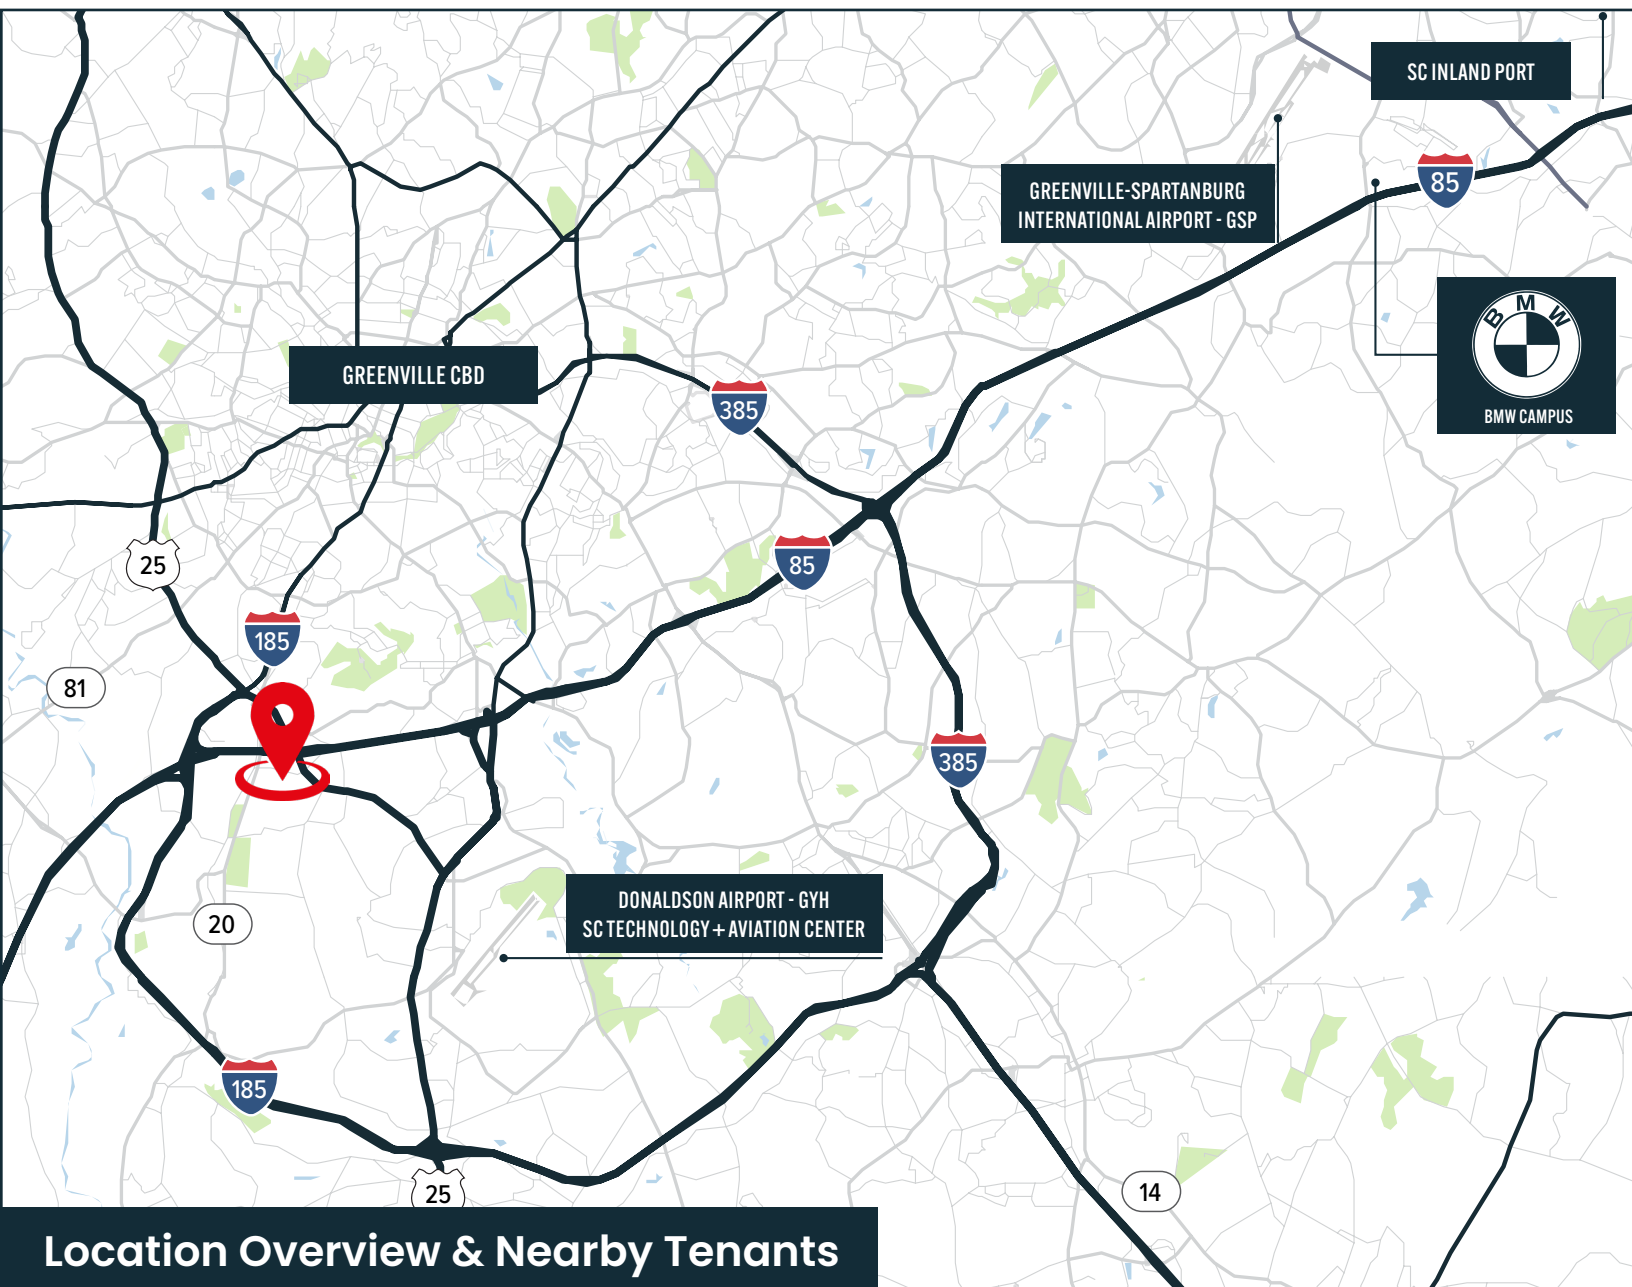 SC INLAND PORT
85
GREENVILLE-SPARTANBURG
INTERNATIONAL AIRPORT - GSP
BMW
BMW CAMPUS
GREENVILLE CBD
385
85
25
185
81
385
DONALDSON AIRPORT - GYH
SC TECHNOLOGY + AVIATION CENTER
20
185
25
14
Location Overview & Nearby Tenants